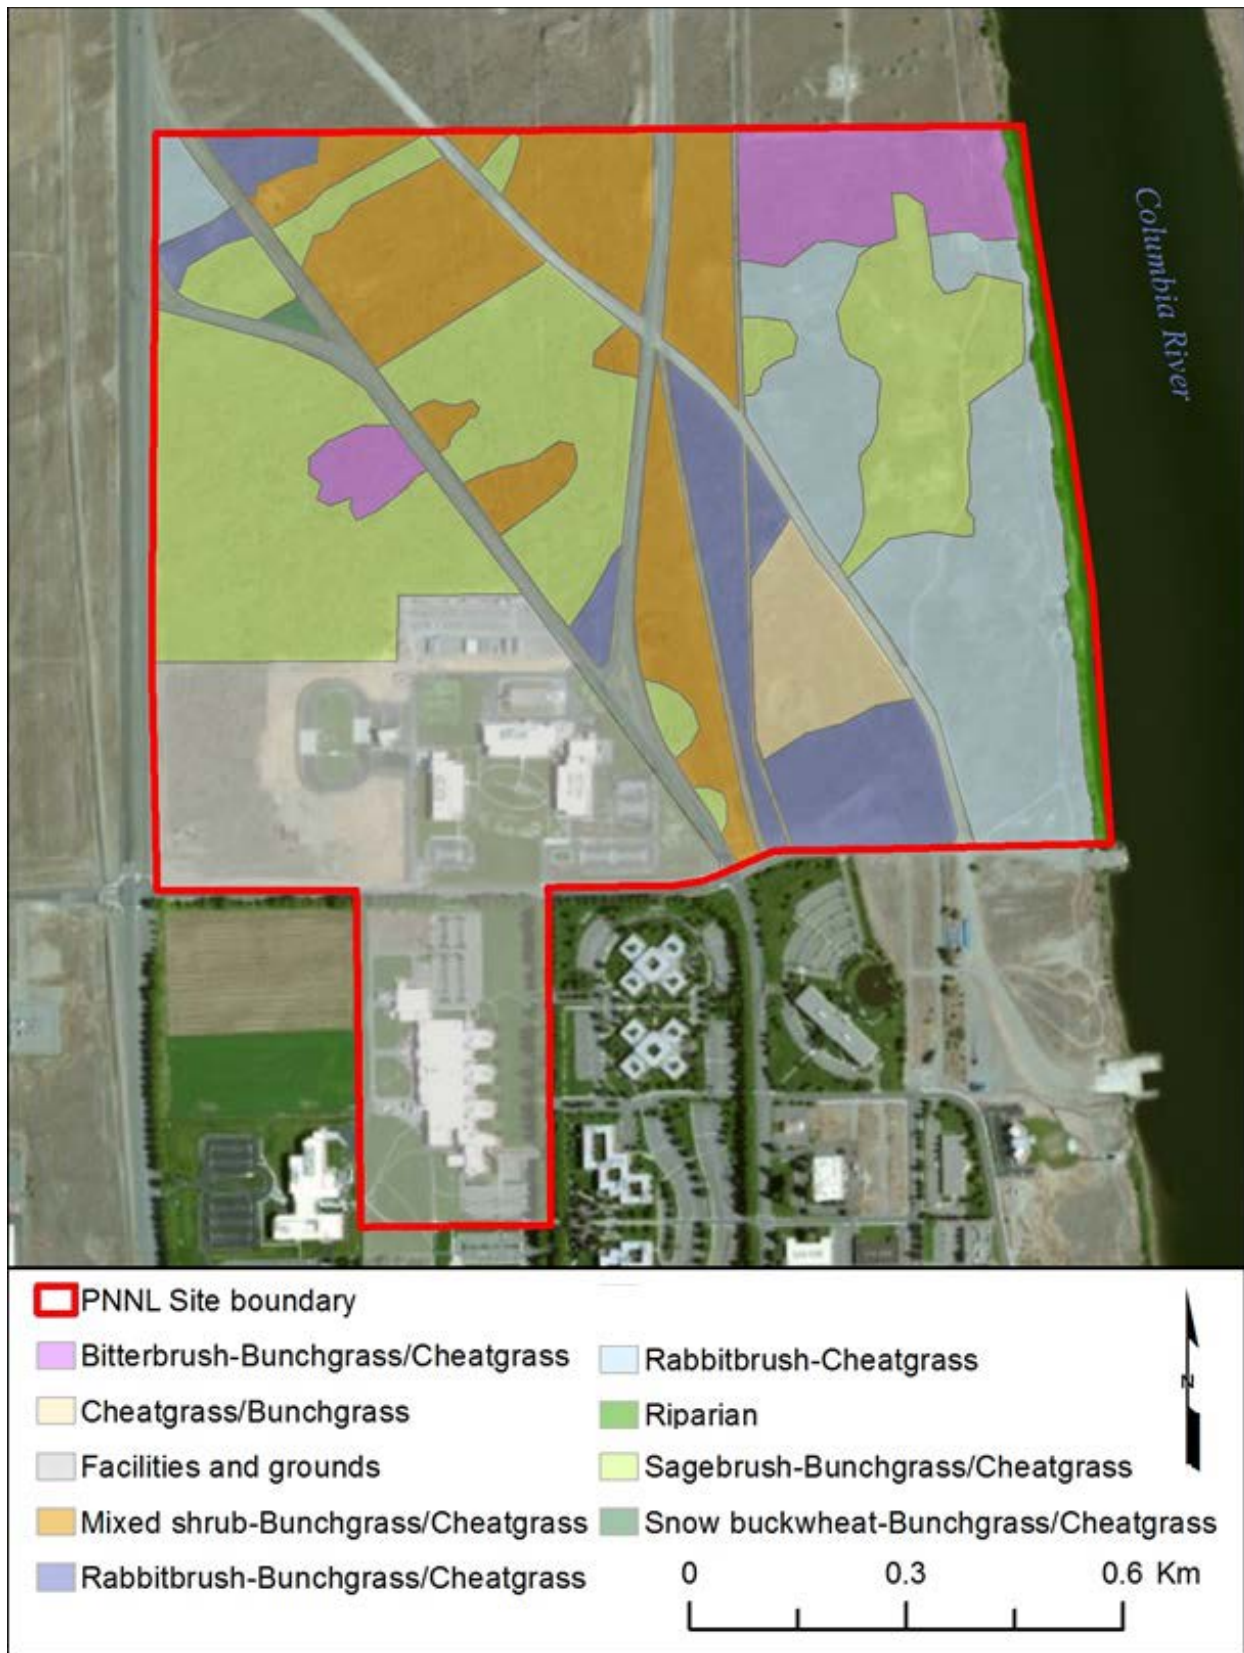 Columbia River
PNNL Site boundary
Bitterbrush-Bunchgrass/Cheatgrass
Cheatgrass/Bunchgrass
Facilities and grounds
Mixed shrub-Bunchgrass/Cheatgrass
Rabbitbrush-Bunchgrass/Cheatgrass
Rabbitbrush-Cheatgrass
Riparian
Sagebrush-Bunchgrass/Cheatgrass
Snow buckwheat-Bunchgrass/Cheatgrass
N
0 0.3 0.6 Km